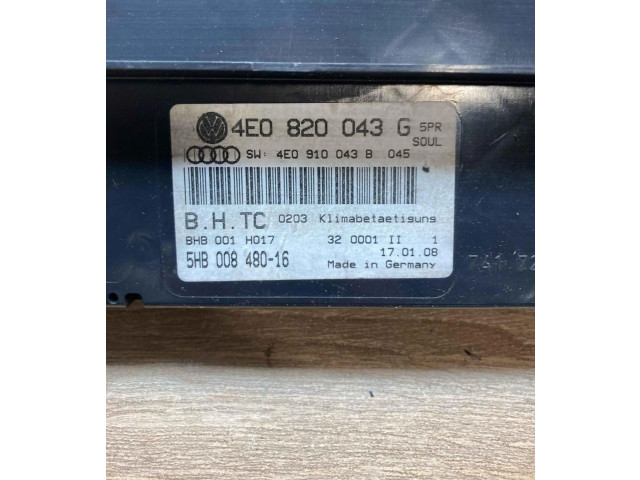 4E0 820 043 G 5PR
SOUL
SW: 4E0 910 043 B 045
B.H.TC 0203 Klimabetaetisuns
BHB 001 H017 32 0001 II 1
17.01.08
5HB 008 480-16 Made in Germany